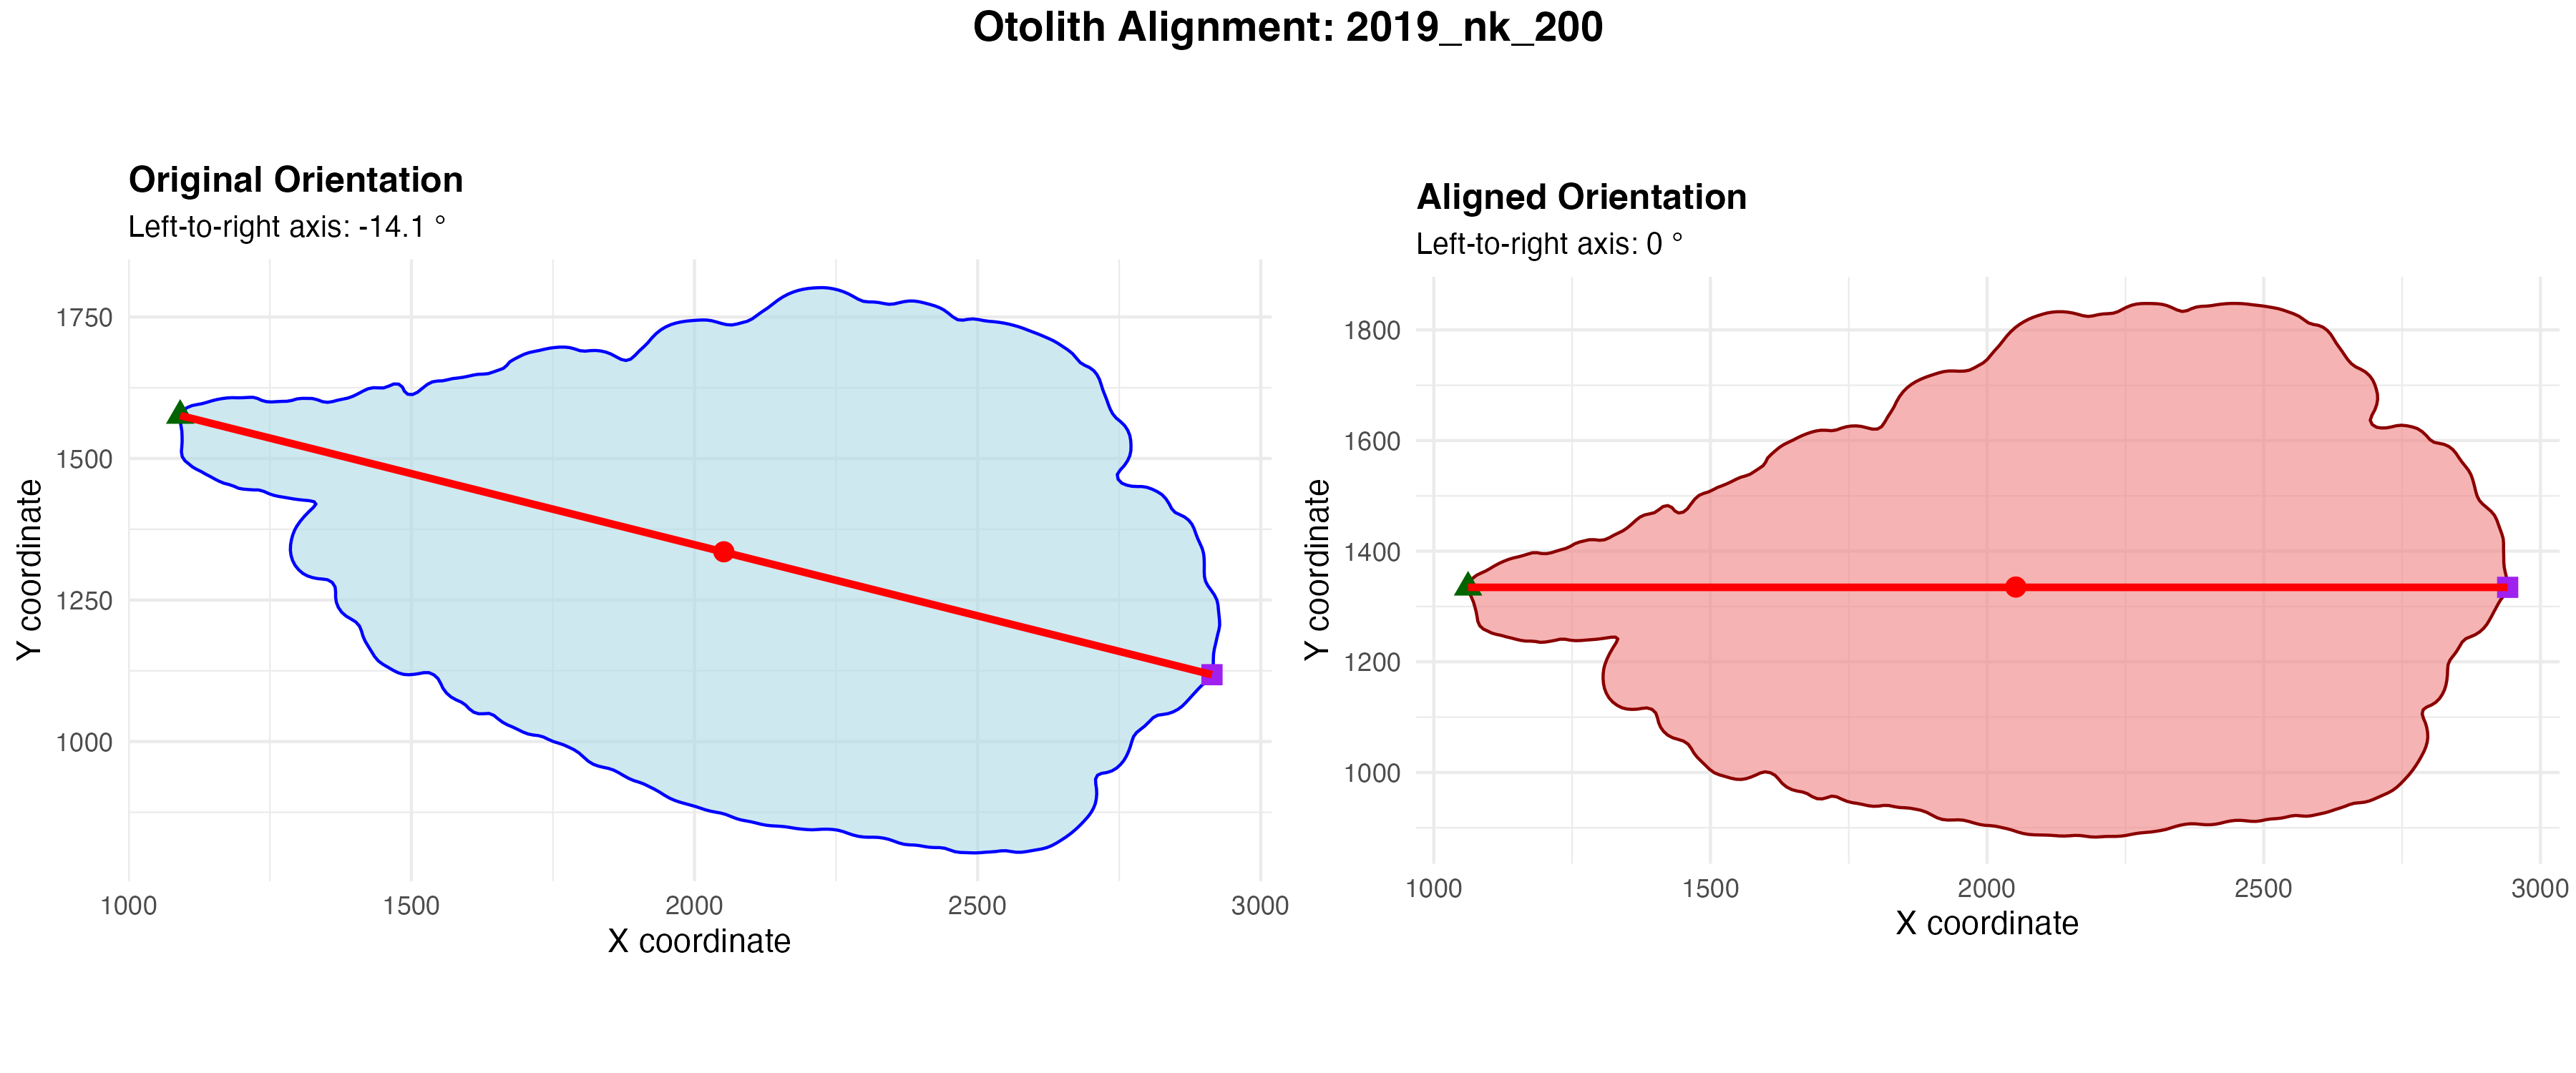 Otolith Alignment: 2019_nk_200
Original Orientation
Left-to-right axis: -14.1 °
Y coordinate
1750
1500
1250
1000
1000 1500 2000 2500 3000
X coordinate
Aligned Orientation
Left-to-right axis: 0 °
Y coordinate
1800
1600
1400
1200
1000
1000 1500 2000 2500 3000
X coordinate